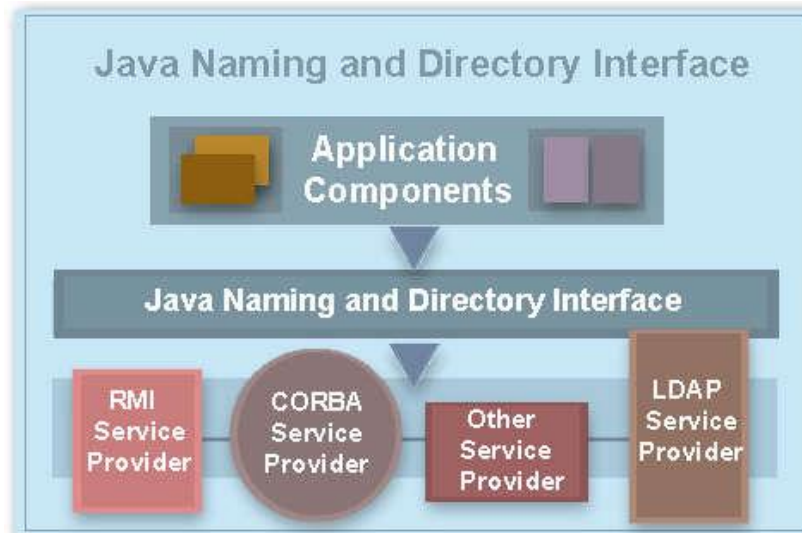 Java Naming and Directory Interface
Application
Components
Java Naming and Directory Interface
RMI
Service
Provider
CORBA
Service
Provider
Other
Service
Provider
LDAP
Service
Provider